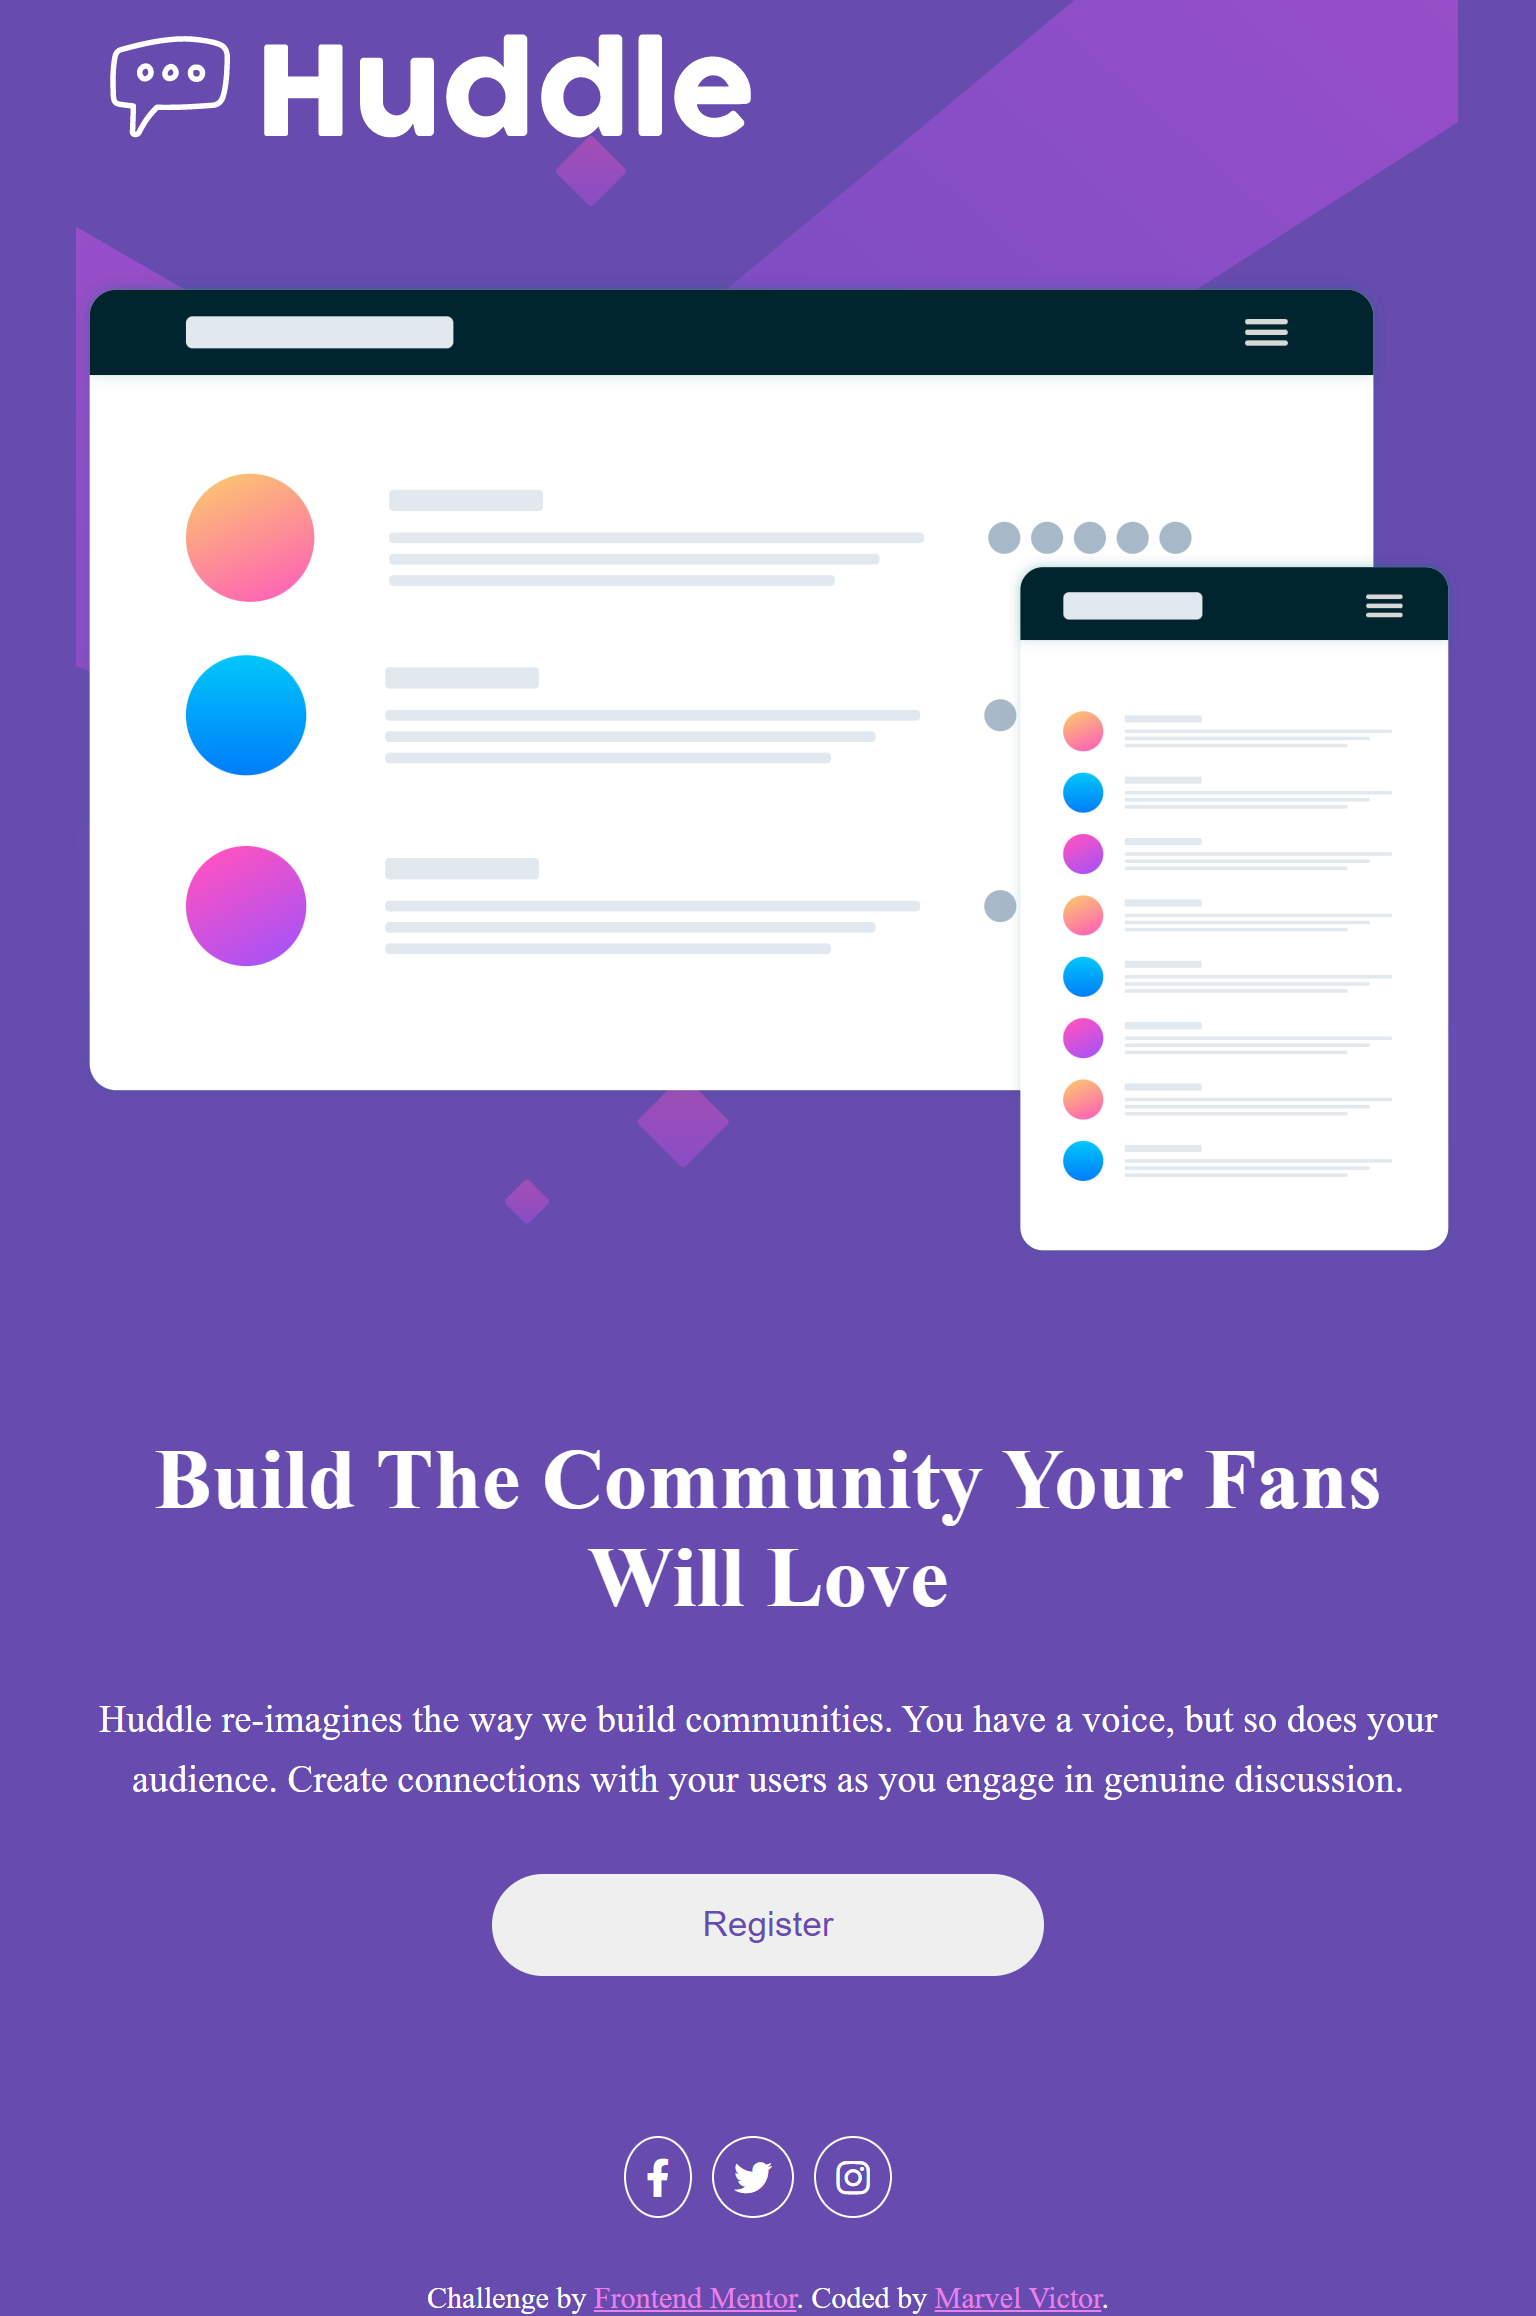 Huddle
Build The Community Your Fans
Will Love
Huddle re-imagines the way we build communities. You have a voice, but so does your
audience. Create connections with your users as you engage in genuine discussion.
Register
Challenge by Frontend Mentor. Coded by Marvel Victor.